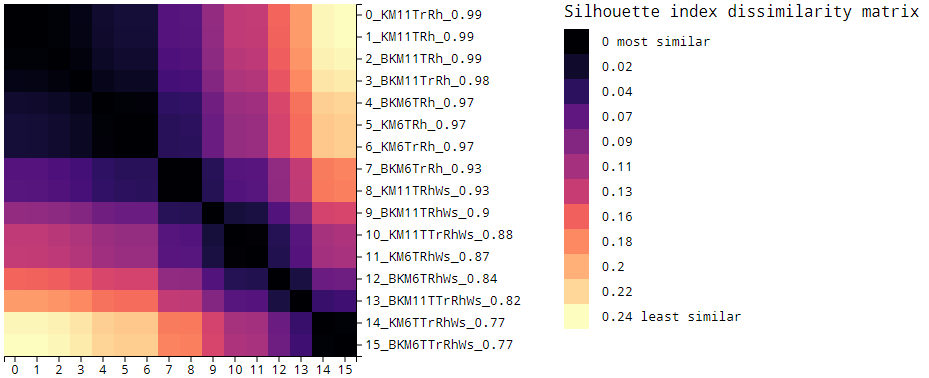 Silhouette index dissimilarity matrix
0_KM11TrRh_0.99
1_KM11TRh_0.99
2_BKM11TRh_0.99
3_BKM11TrRh_0.98
4_BKM6TRh_0.97
5_KM6TRh_0.97
6_KM6TrRh_0.97
7_BKM6TrRh_0.93
8_KM11TRhWs_0.93
9_BKM11TRhWs_0.9
10_KM11TTrRhWs_0.88
11_KM6TRhWs_0.87
12_BKM6TRhWs_0.84
13_BKM11TTrRhWs_0.82
14_KM6TTrRhWs_0.77
15_BKM6TTrRhWs_0.77
0 1 2 3 4 5 6 7 8 9 10 11 12 13 14 15
0 most similar
0.02
0.04
0.07
0.09
0.11
0.13
0.16
0.18
0.2
0.22
0.24 least similar